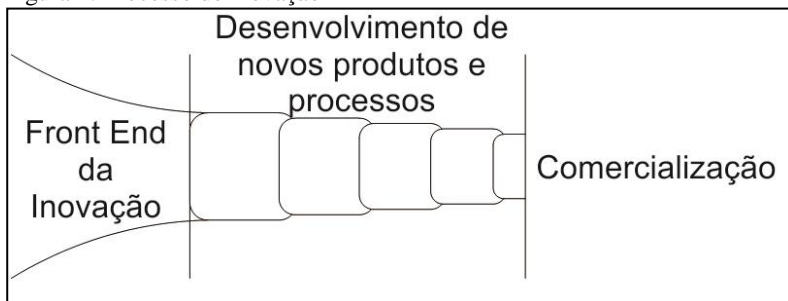 Desenvolvimento de
novos produtos e
processos
Front End
da
Inovação
Comercialização